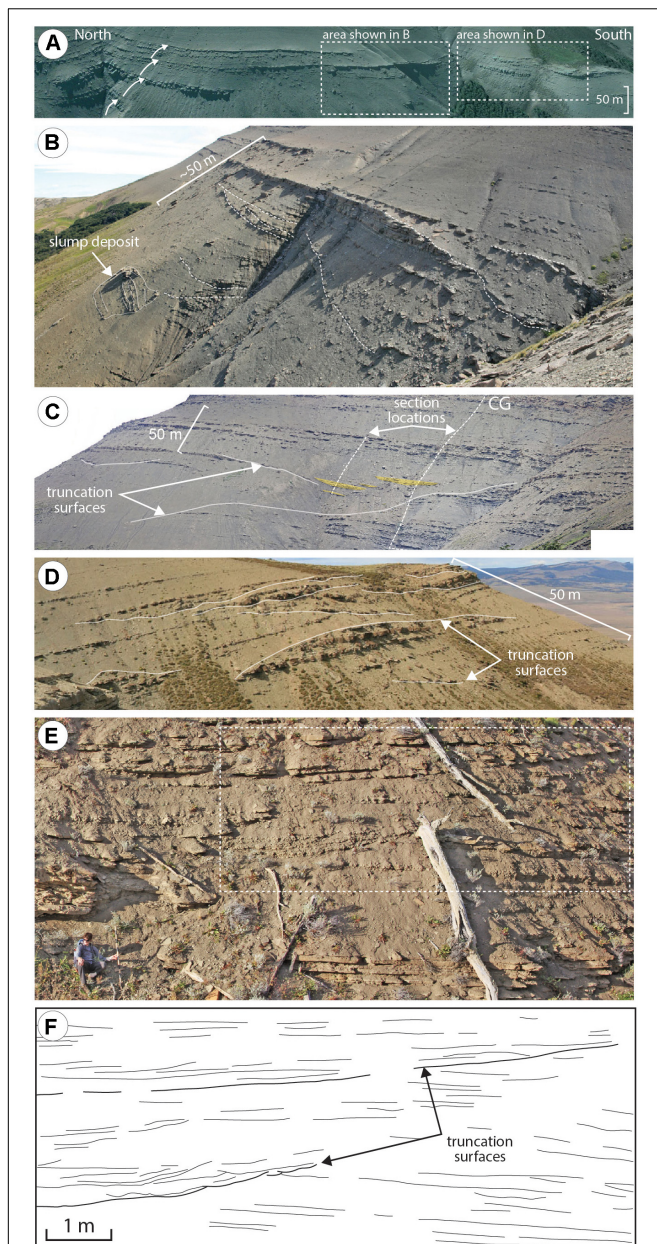 A
North
area shown in B
area shown in D
South
50 m
B
~50 m
slump deposit
C
50 m
section
locations
CG
truncation
surfaces
D
50 m
truncation
surfaces
E
F
truncation
surfaces
1 m